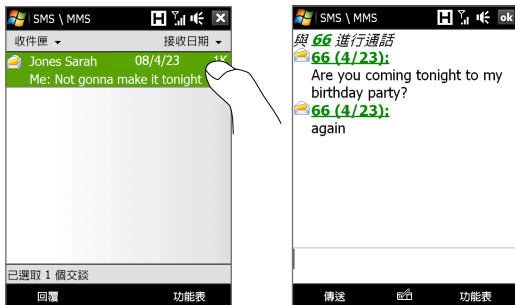 SMS \ MMS
收件匣 接收日期
Jones Sarah 08/4/23 1K
Me: Not gonna make it tonight
已選取 1 個交談
回覆 功能表
SMS \ MMS ok
與 66 進行通話
66 (4/23):
Are you coming tonight to my
birthday party?
66 (4/23):
again
傳送 功能表